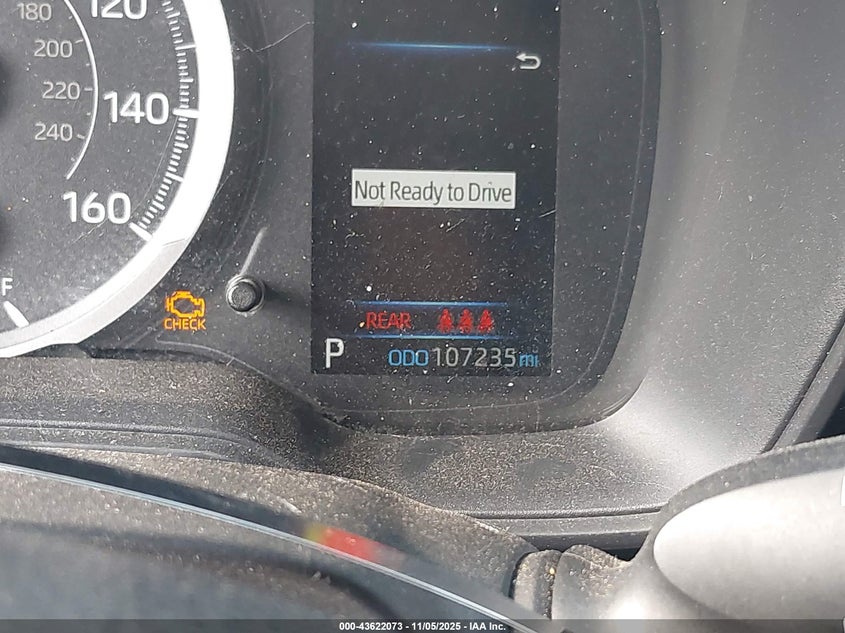 180
120
200
220
140
240
160
F
Not Ready to Drive
CHECK
REAR
P ODO 107235 mi
000-43622073 - 11/05/2025 - IAA Inc.